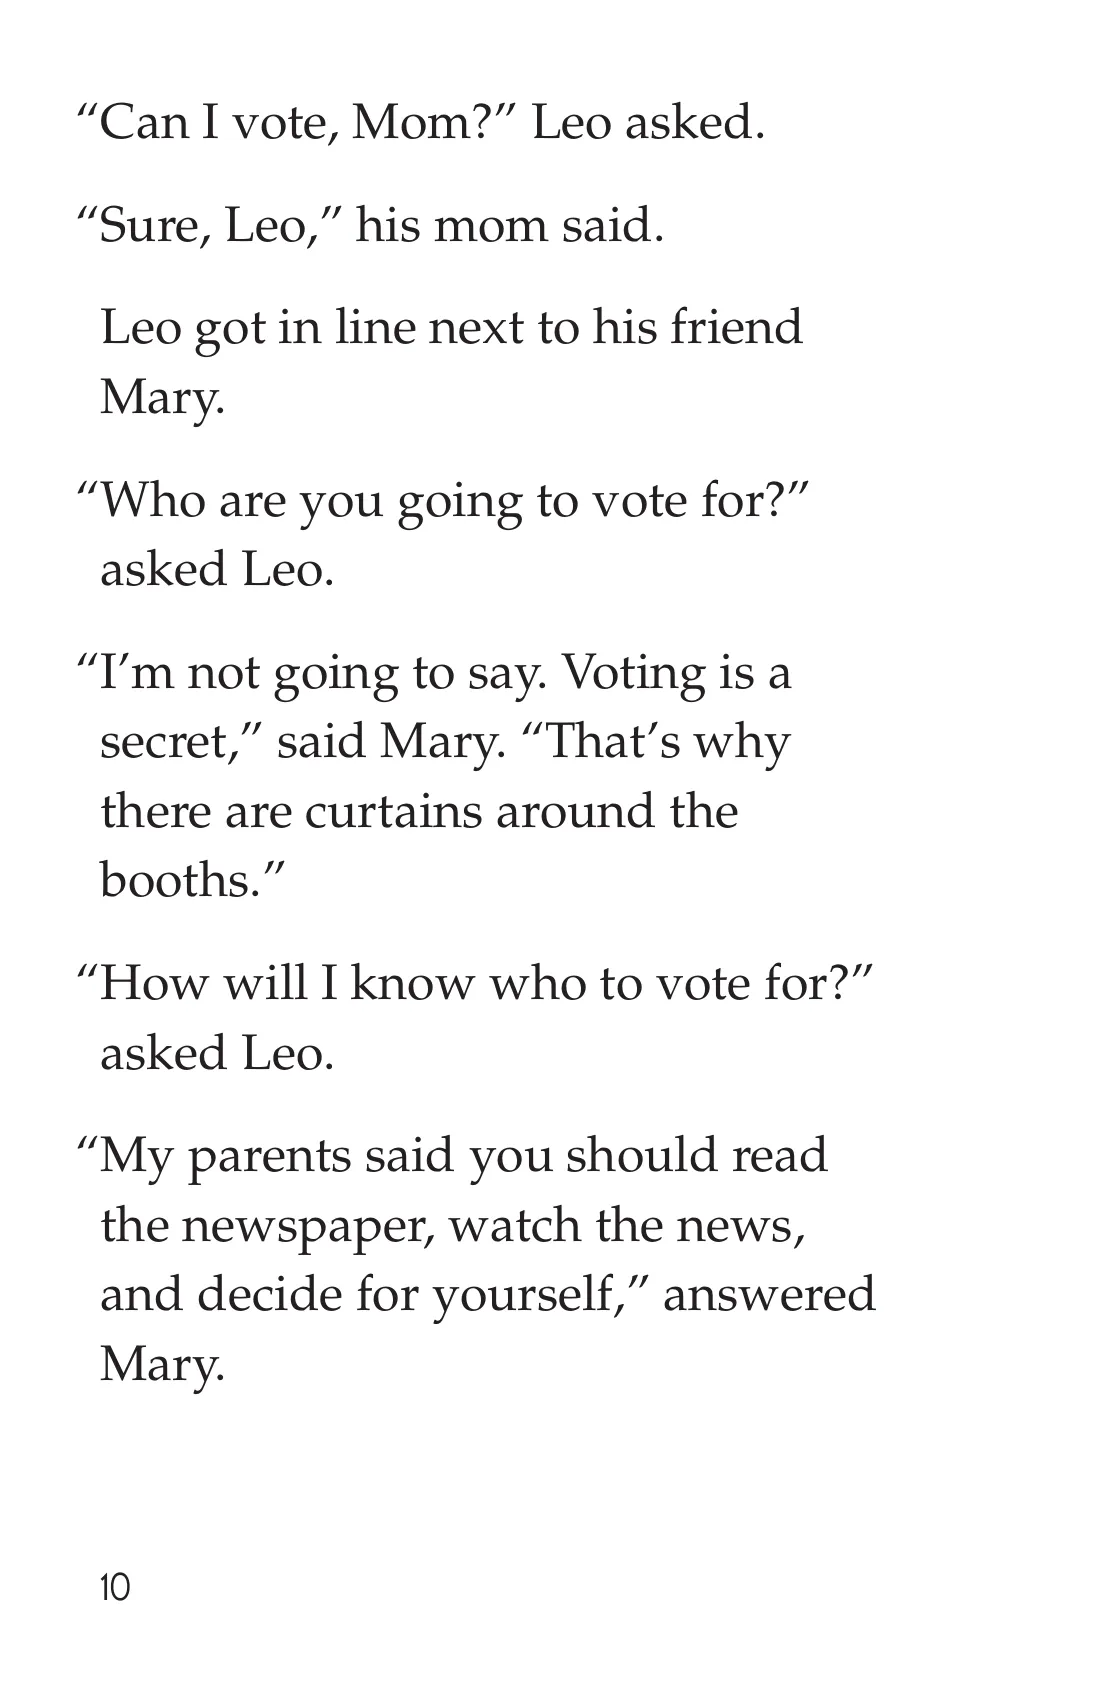 “Can I vote, Mom?” Leo asked.
“Sure, Leo,” his mom said.
Leo got in line next to his friend
Mary.
“Who are you going to vote for?”
asked Leo.
“I’m not going to say. Voting is a
secret,” said Mary. “That’s why
there are curtains around the
booths.”
“How will I know who to vote for?”
asked Leo.
“My parents said you should read
the newspaper, watch the news,
and decide for yourself,” answered
Mary.
10